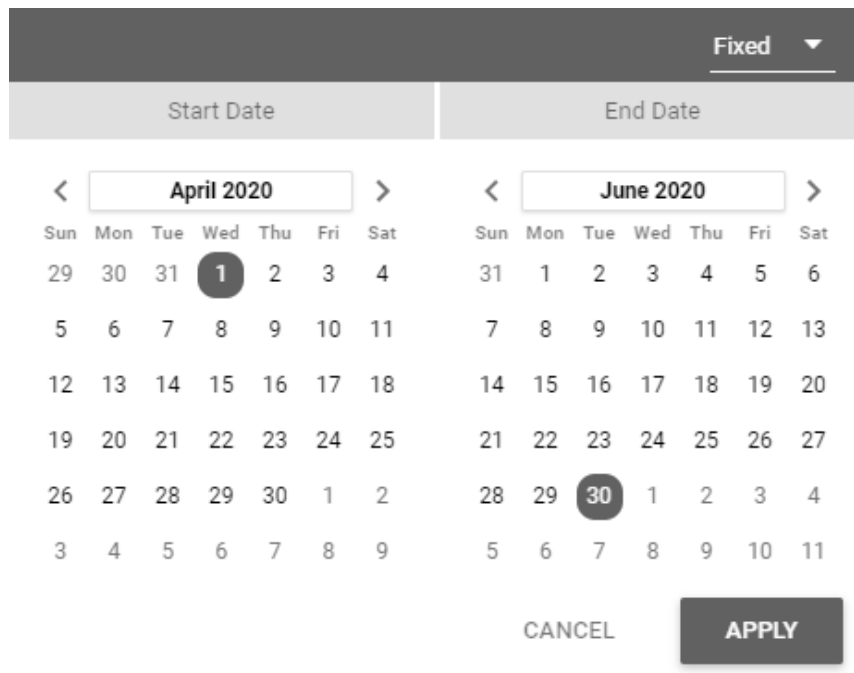 Fixed
Start Date
End Date
April 2020
Sun Mon Tue Wed Thu Fri Sat
29 30 31 1 2 3 4
5 6 7 8 9 10 11
12 13 14 15 16 17 18
19 20 21 22 23 24 25
26 27 28 29 30 1 2
3 4 5 6 7 8 9
June 2020
Sun Mon Tue Wed Thu Fri Sat
31 1 2 3 4 5 6
7 8 9 10 11 12 13
14 15 16 17 18 19 20
21 22 23 24 25 26 27
28 29 30 1 2 3 4
5 6 7 8 9 10 11
CANCEL
APPLY